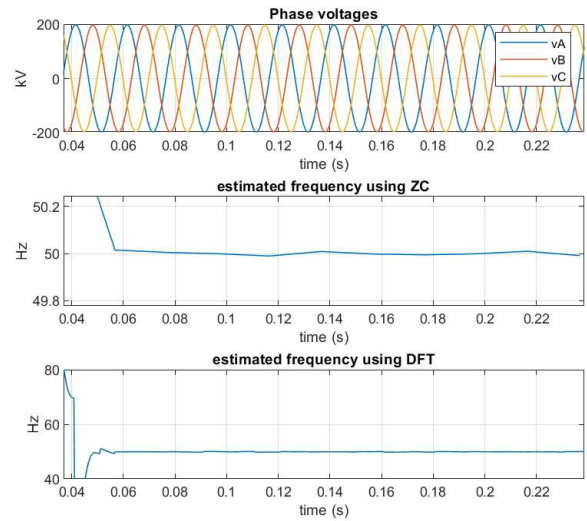 Phase voltages
200
0
-200
kV
vA
vB
vC
0.04 0.06 0.08 0.1 0.12 0.14 0.16 0.18 0.2 0.22
time (s)
estimated frequency using ZC
50.2
50
49.8
Hz
0.04 0.06 0.08 0.1 0.12 0.14 0.16 0.18 0.2 0.22
time (s)
estimated frequency using DFT
80
60
40
Hz
0.04 0.06 0.08 0.1 0.12 0.14 0.16 0.18 0.2 0.22
time (s)